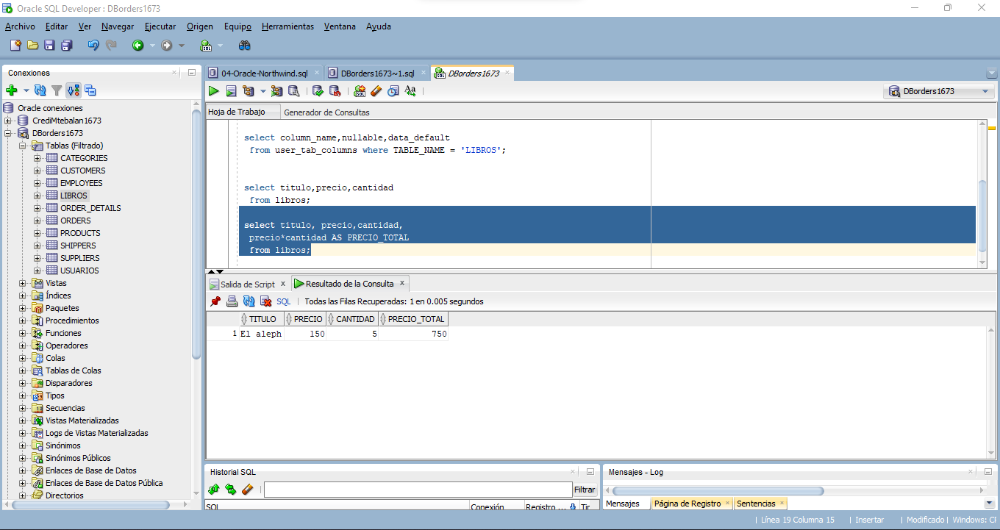 Oracle SQL Developer : DBorders1673
Archivo Editar Ver Navegar Ejecutar Origen Equipo Herramientas Ventana Ayuda
Conexiones
Oracle conexiones
CrediMtebalan1673
DBorders1673
Tablas (Filtrado)
CATEGORIES
CUSTOMERS
EMPLOYEES
LIBROS
ORDER_DETAILS
ORDERS
PRODUCTS
SHIPPERS
SUPPLIERS
USUARIOS
Vistas
Índices
Paquetes
Procedimientos
Funciones
Operadores
Colas
Tablas de Colas
Disparadores
Tipos
Secuencias
Vistas Materializadas
Logs de Vistas Materializadas
Sinónimos
Sinónimos Públicos
Enlaces de Base de Datos
Enlaces de Base de Datos Pública
Directorios
04-Oracle-Northwind.sql DBorders1673~1.sql DBorders1673
DBorders1673
Hoja de Trabajo Generador de Consultas
select column_name,nullable,data_default
from user_tab_columns where TABLE_NAME = 'LIBROS';
select titulo,precio,cantidad
from libros;
select titulo, precio,cantidad,
precio*cantidad AS PRECIO_TOTAL
from libros;
Salida de Script Resultado de la Consulta
SQL Todas las Filas Recuperadas: 1 en 0.005 segundos
TITULO PRECIO CANTIDAD PRECIO_TOTAL
1 El aleph 150 5 750
Historial SQL
Filtrar
SQL Conexión Registro ... Tir
Mensajes - Log
Mensajes Página de Registro Sentencias
Línea 19 Columna 15 Insertar Modificado Windows: CF